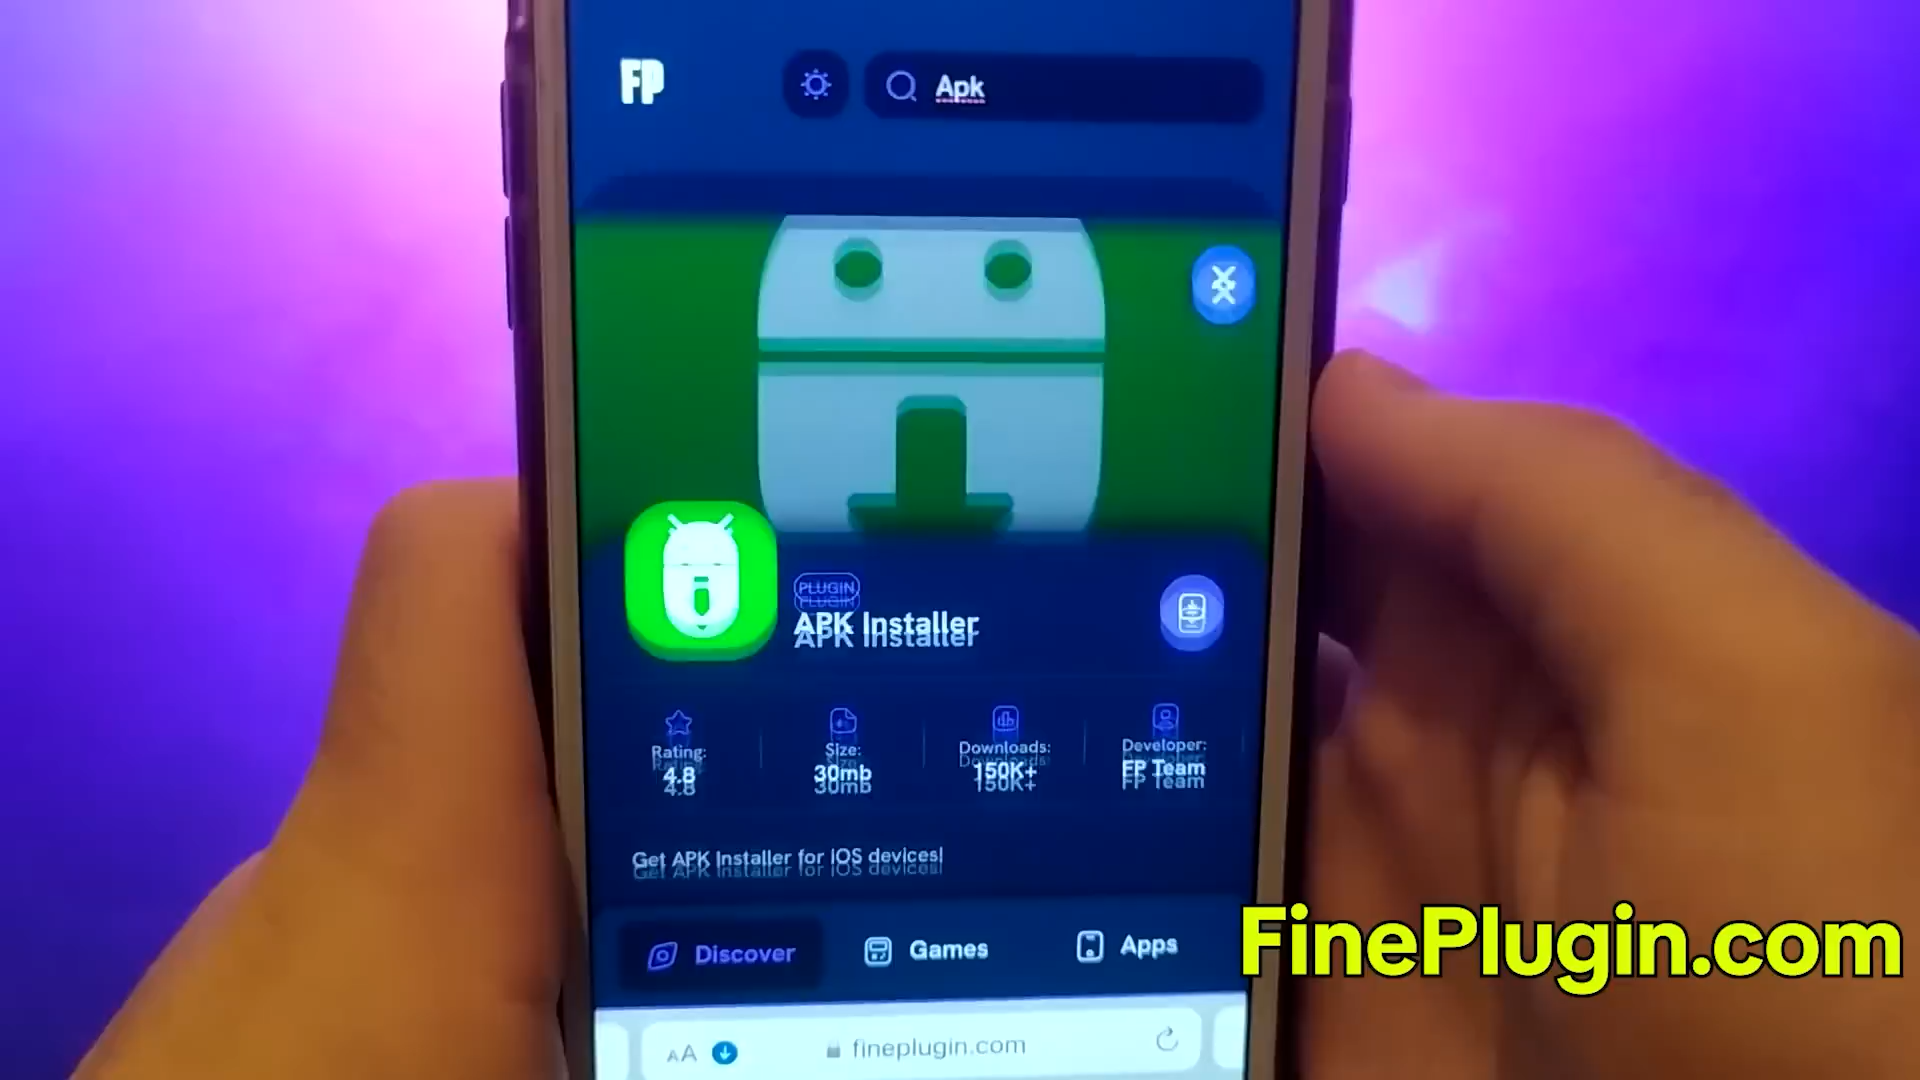 FP
Apk
PLUGIN
APK Installer
Rating:
4.8
Size:
30mb
Downloads:
150K+
Developer:
FP Team
Get APK Installer for IOS devices!
Discover
Games
Apps
FinePlugin.com
AA
fineplugin.com